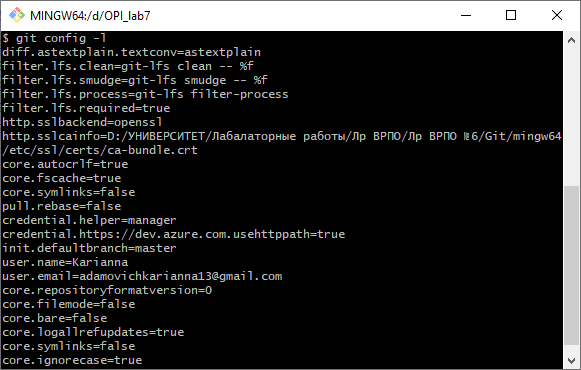 MINGW64:/d/OPI_lab7
$ git config -l
diff.astextplain.textconv=astextplain
filter.lfs.clean=git-lfs clean -- %f
filter.lfs.smudge=git-lfs smudge -- %f
filter.lfs.process=git-lfs filter-process
filter.lfs.required=true
http.sslbackend=openssl
http.sslcainfo=D:/УНИВЕРСИТЕТ/Лабалаторные работы/Лр ВРПО/Лр ВРПО №6/Git/mingw64
/etc/ssl/certs/ca-bundle.crt
core.autocrlf=true
core.fscache=true
core.symlinks=false
pull.rebase=false
credential.helper=manager
credential.https://dev.azure.com.usehttppath=true
init.defaultbranch=master
user.name=Karianna
user.email=adamovichkarianna13@gmail.com
core.repositoryformatversion=0
core.filemode=false
core.bare=false
core.logallrefupdates=true
core.symlinks=false
core.ignorecase=true